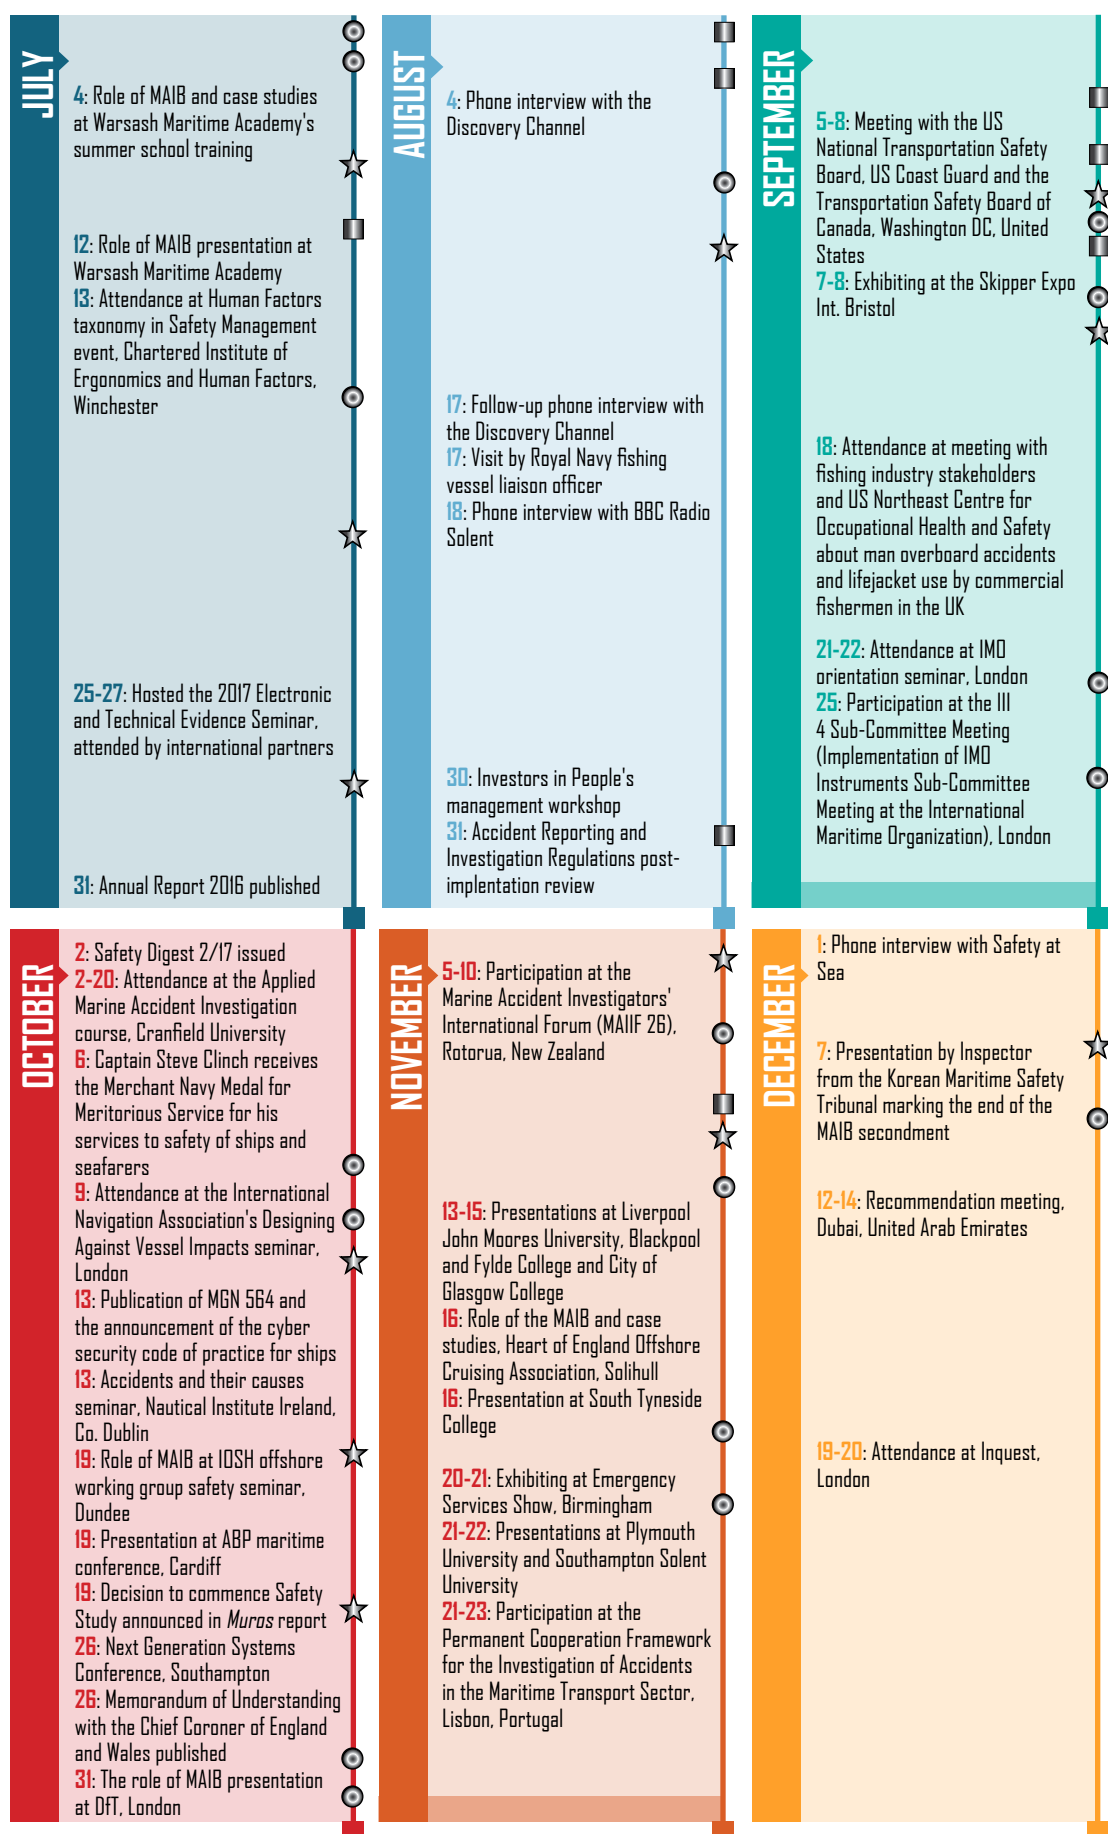 JULY
4: Role of MAIB and case studies
at Warsash Maritime Academy's
summer school training
12: Role of MAIB presentation at
Warsash Maritime Academy
13: Attendance at Human Factors
taxonomy in Safety Management
event, Chartered Institute of
Ergonomics and Human Factors,
Winchester
25-27: Hosted the 2017 Electronic
and Technical Evidence Seminar,
attended by international partners
31: Annual Report 2016 published
AUGUST
4: Phone interview with the
Discovery Channel
17: Follow-up phone interview with
the Discovery Channel
17: Visit by Royal Navy fishing
vessel liaison officer
18: Phone interview with BBC Radio
Solent
30: Investors in People's
management workshop
31: Accident Reporting and
Investigation Regulations post-
implentation review
SEPTEMBER
5-8: Meeting with the US
National Transportation Safety
Board, US Coast Guard and the
Transportation Safety Board of
Canada, Washington DC, United
States
7-8: Exhibiting at the Skipper Expo
Int. Bristol
18: Attendance at meeting with
fishing industry stakeholders
and US Northeast Centre for
Occupational Health and Safety
about man overboard accidents
and lifejacket use by commercial
fishermen in the UK
21-22: Attendance at IMO
orientation seminar, London
25: Participation at the III
4 Sub-Committee Meeting
(Implementation of IMO
Instruments Sub-Committee
Meeting at the International
Maritime Organization), London
OCTOBER
2: Safety Digest 2/17 issued
2-20: Attendance at the Applied
Marine Accident Investigation
course, Cranfield University
6: Captain Steve Clinch receives
the Merchant Navy Medal for
Meritorious Service for his
services to safety of ships and
seafarers
9: Attendance at the International
Navigation Association's Designing
Against Vessel Impacts seminar,
London
13: Publication of MGN 564 and
the announcement of the cyber
security code of practice for ships
13: Accidents and their causes
seminar, Nautical Institute Ireland,
Co. Dublin
19: Role of MAIB at IOSH offshore
working group safety seminar,
Dundee
19: Presentation at ABP maritime
conference, Cardiff
19: Decision to commence Safety
Study announced in Muros report
26: Next Generation Systems
Conference, Southampton
26: Memorandum of Understanding
with the Chief Coroner of England
and Wales published
31: The role of MAIB presentation
at DfT, London
NOVEMBER
5-10: Participation at the
Marine Accident Investigators'
International Forum (MAIIF 26),
Rotorua, New Zealand
13-15: Presentations at Liverpool
John Moores University, Blackpool
and Fylde College and City of
Glasgow College
16: Role of the MAIB and case
studies, Heart of England Offshore
Cruising Association, Solihull
16: Presentation at South Tyneside
College
20-21: Exhibiting at Emergency
Services Show, Birmingham
21-22: Presentations at Plymouth
University and Southampton Solent
University
21-23: Participation at the
Permanent Cooperation Framework
for the Investigation of Accidents
in the Maritime Transport Sector,
Lisbon, Portugal
DECEMBER
1: Phone interview with Safety at
Sea
7: Presentation by Inspector
from the Korean Maritime Safety
Tribunal marking the end of the
MAIB secondment
12-14: Recommendation meeting,
Dubai, United Arab Emirates
19-20: Attendance at Inquest,
London